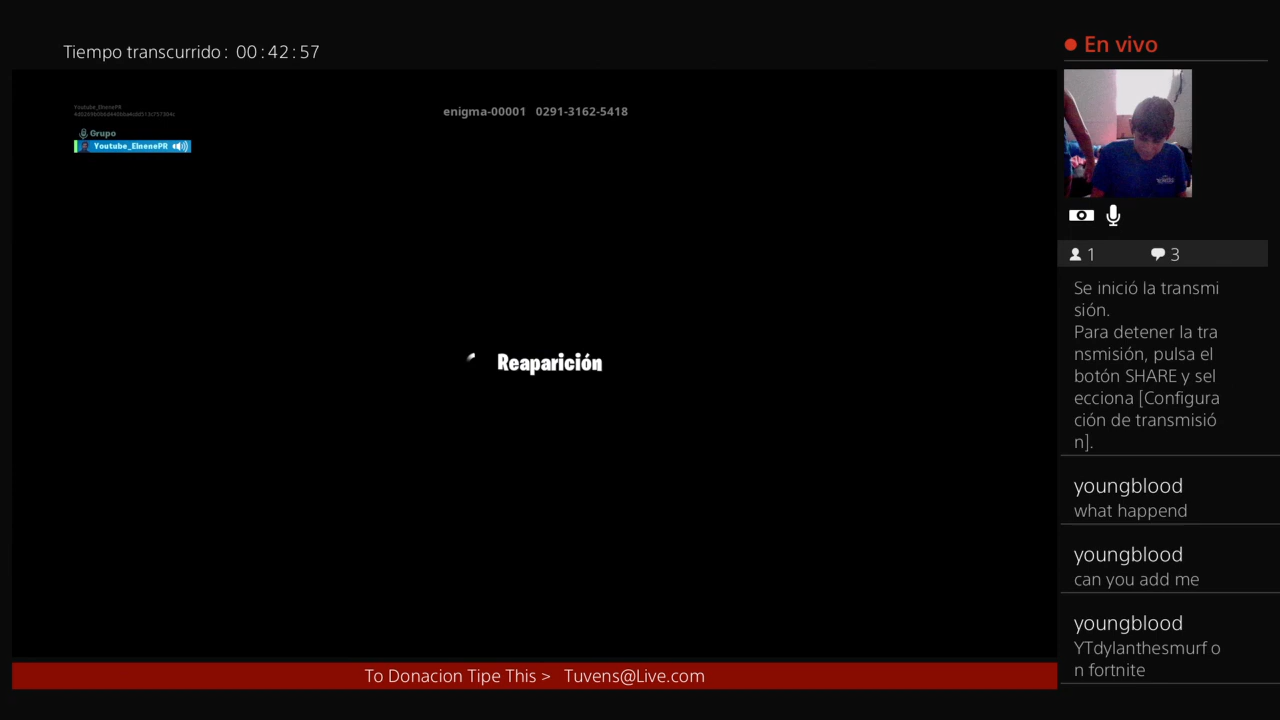 Tiempo transcurrido: 00:42:57
En vivo
Youtube_ElnenePR
enigma-00001 0291-3162-5418
Grupo
Youtube_ElnenePR
1 3
Se inició la transmi
sión.
Para detener la tra
nsmisión, pulsa el
botón SHARE y sel
ecciona [Configura
ción de transmisió
n].
Reaparición
youngblood
what happend
youngblood
can you add me
youngblood
YTdylanthesmurf o
n fortnite
To Donacion Tipe This > Tuvens@Live.com